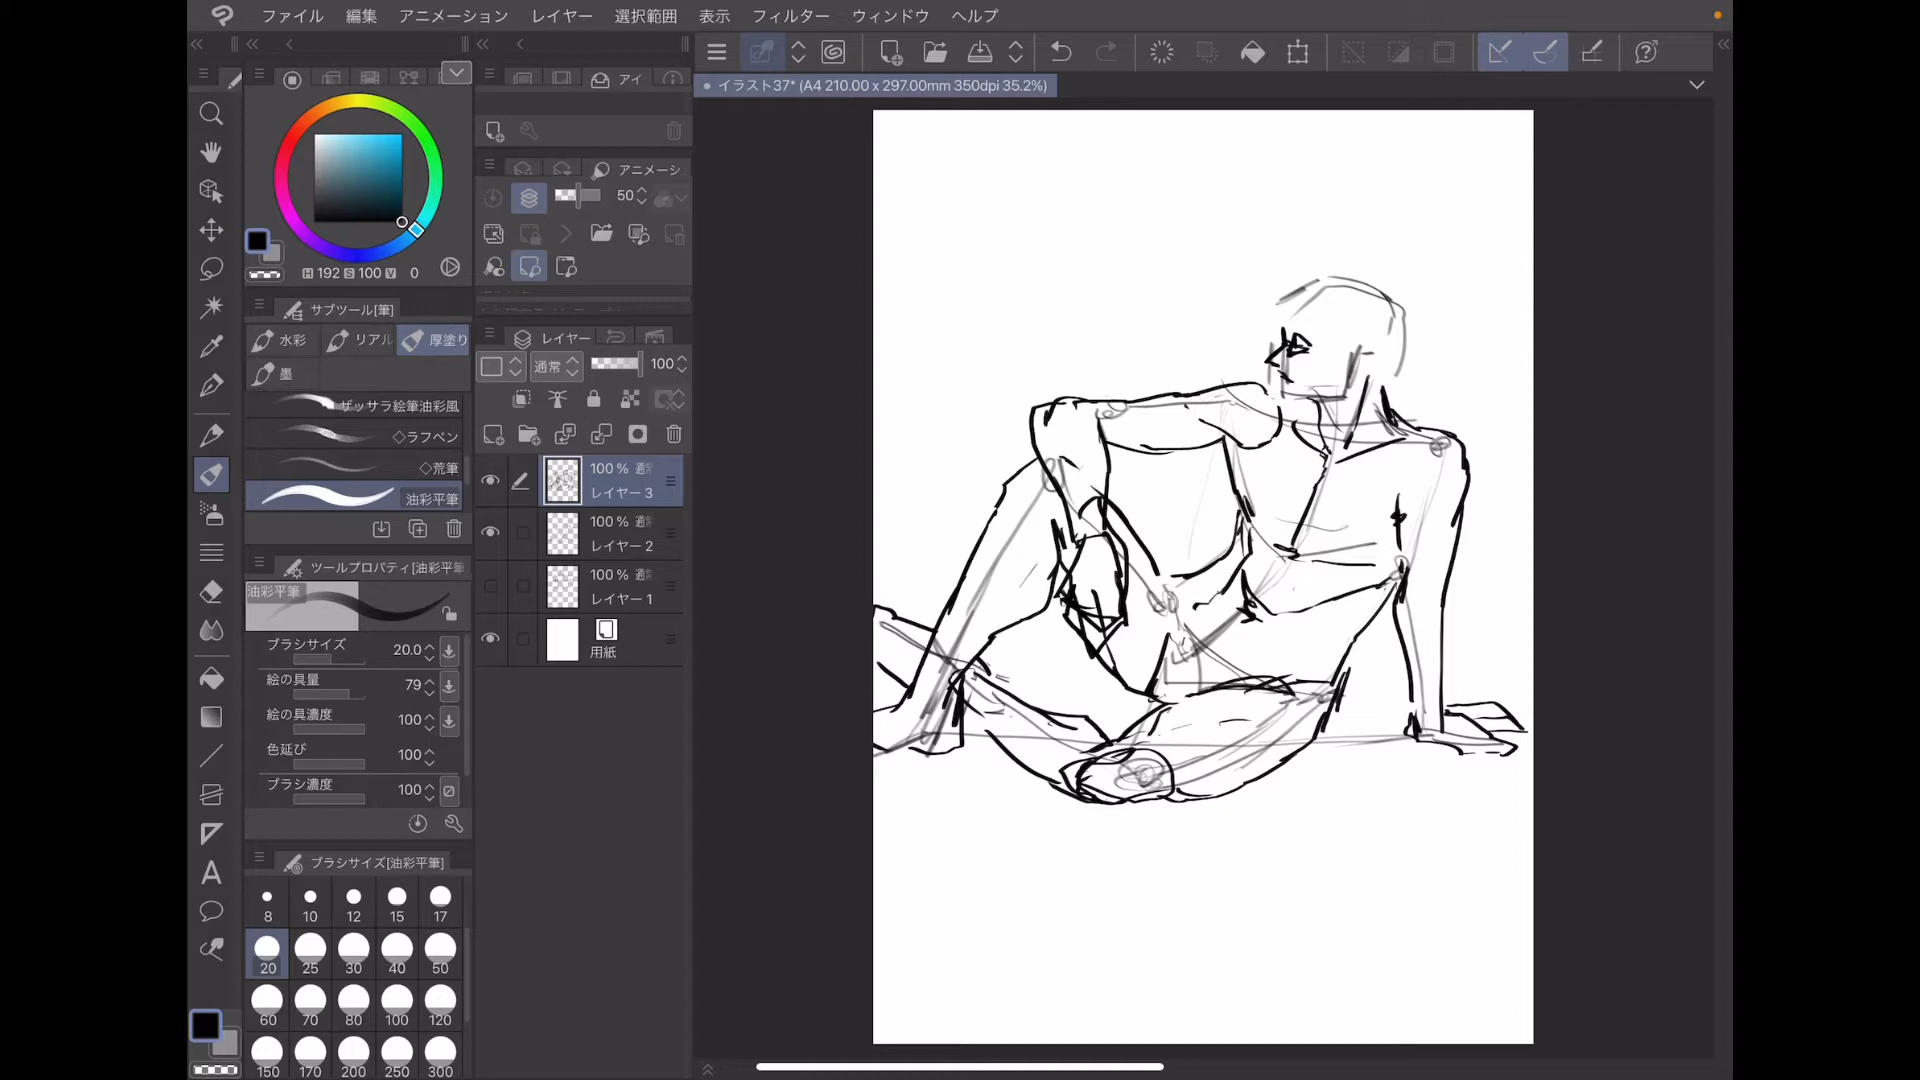 ファイル 編集 アニメーション レイヤー 選択範囲 表示 フィルター ウィンドウ ヘルプ
アイ
イラスト37* (A4 210.00 x 297.00mm 350dpi 35.2%)
アニメーシ
50
H 192 S 100 V 0
サブツール[筆]
水彩 リアル 厚塗り
墨
ザッサラ絵筆油彩風
◇ラフペン
◇荒筆
油彩平筆
レイヤー
通常 100
100 % 通常
レイヤー 3
100 % 通常
レイヤー 2
100 % 通常
レイヤー 1
用紙
ツールプロパティ[油彩平筆
油彩平筆
ブラシサイズ 20.0
絵の具量 79
絵の具濃度 100
色延び 100
ブラシ濃度 100
ブラシサイズ[油彩平筆]
8 10 12 15 17
20 25 30 40 50
60 70 80 100 120
150 170 200 250 300